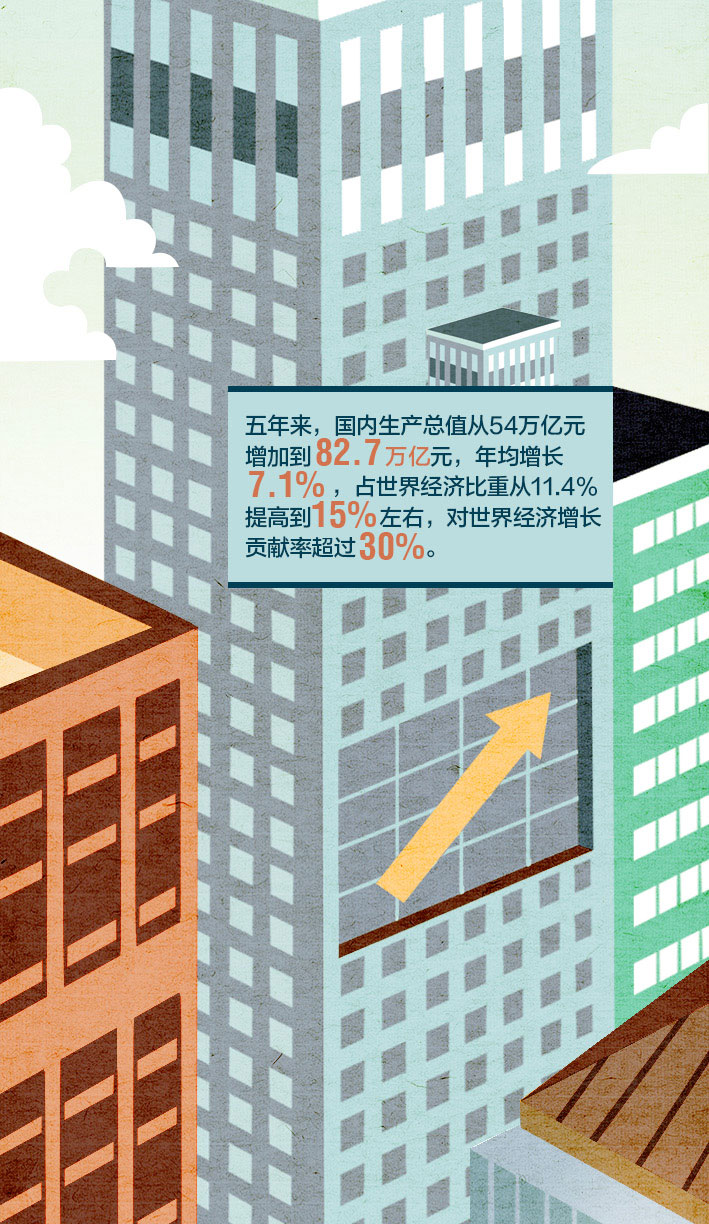 五年来，国内生产总值从54万亿元
增加到82.7万亿元，年均增长
7.1%，占世界经济比重从11.4%
提高到15%左右，对世界经济增长
贡献率超过30%。